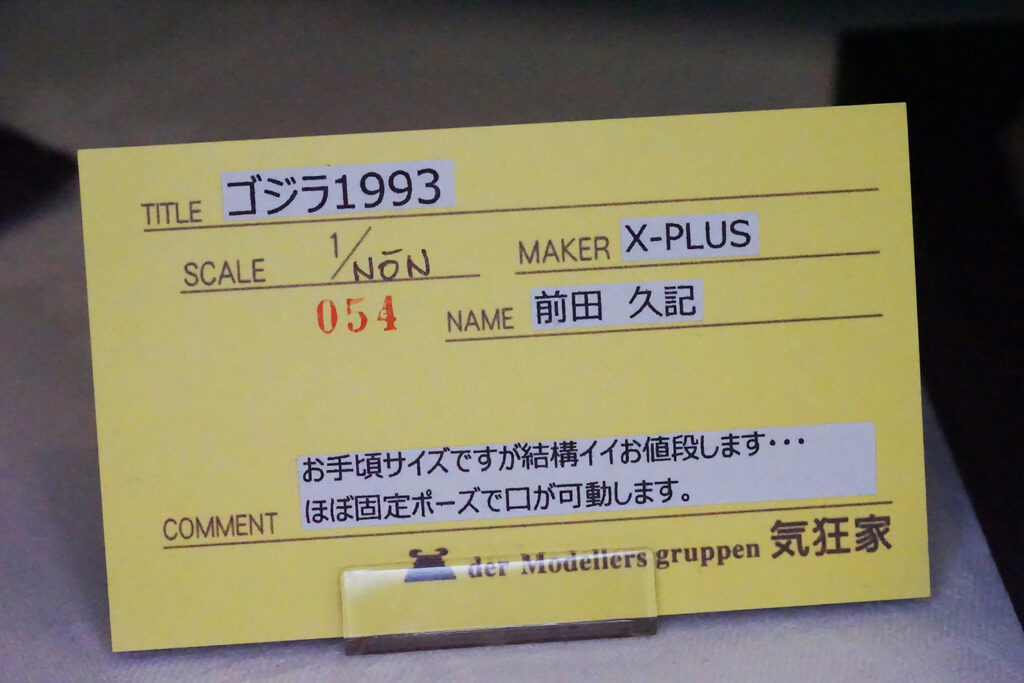 TITLE ゴジラ1993
SCALE 1/NŌN MAKER X-PLUS
054 NAME 前田 久記
COMMENT お手頃サイズですが結構イイお値段します・・・
ほぼ固定ポーズで口が可動します。
der Modellers gruppen 気狂家